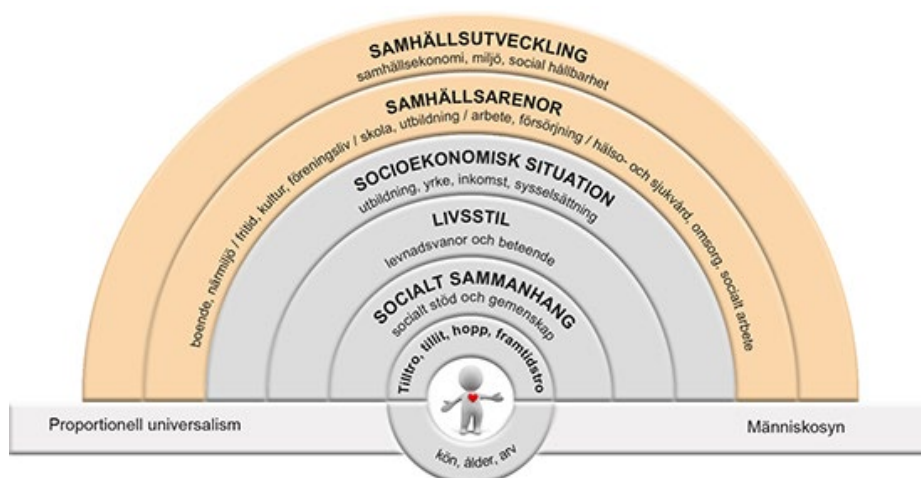 SAMHÄLLSUTVECKLING
samhällsekonomi, miljö, social hållbarhet
SAMHÄLLSARENOR
boende, närmiljö / fritid, kultur, föreningsliv / skola, utbildning / arbete, försörjning / hälso- och sjukvård, omsorg, socialt arbete
SOCIOEKONOMISK SITUATION
utbildning, yrke, inkomst, sysselsättning
LIVSSTIL
levnadsvanor och beteende
SOCIALT SAMMANHANG
socialt stöd och gemenskap
Tilltro, tillit, hopp, framtidstro
Proportionell universalism
Människosyn
kön, ålder, arv